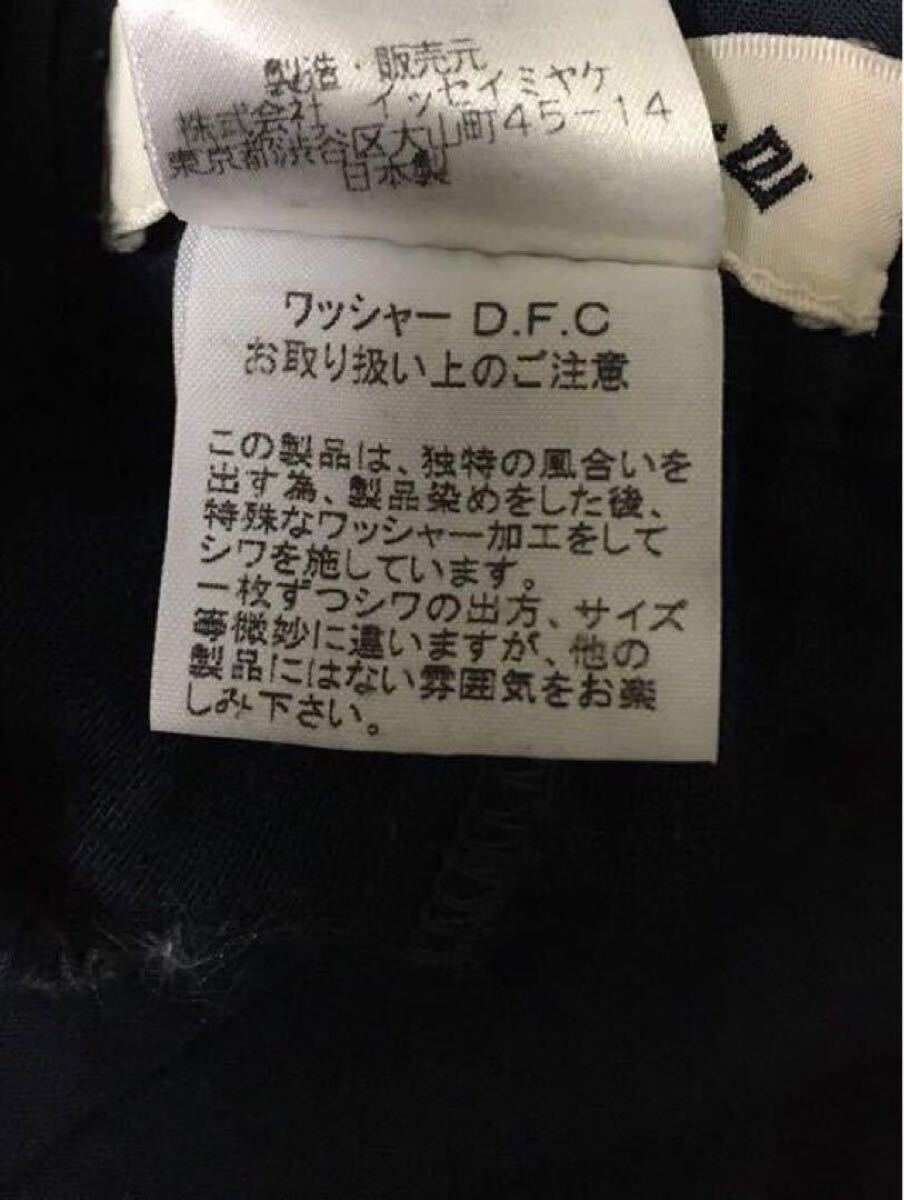 製造・販売元
株式会社 イッセイミヤケ
東京都渋谷区大山町45-14
日本製
ワッシャー D.F.C
お取り扱い上のご注意
この製品は、独特の風合いを
出す為、製品染めをした後、
特殊なワッシャー加工をして
シワを施しています。
一枚ずつシワの出方、サイズ
等微妙に違いますが、他の
製品にはない雰囲気をお楽
しみ下さい。